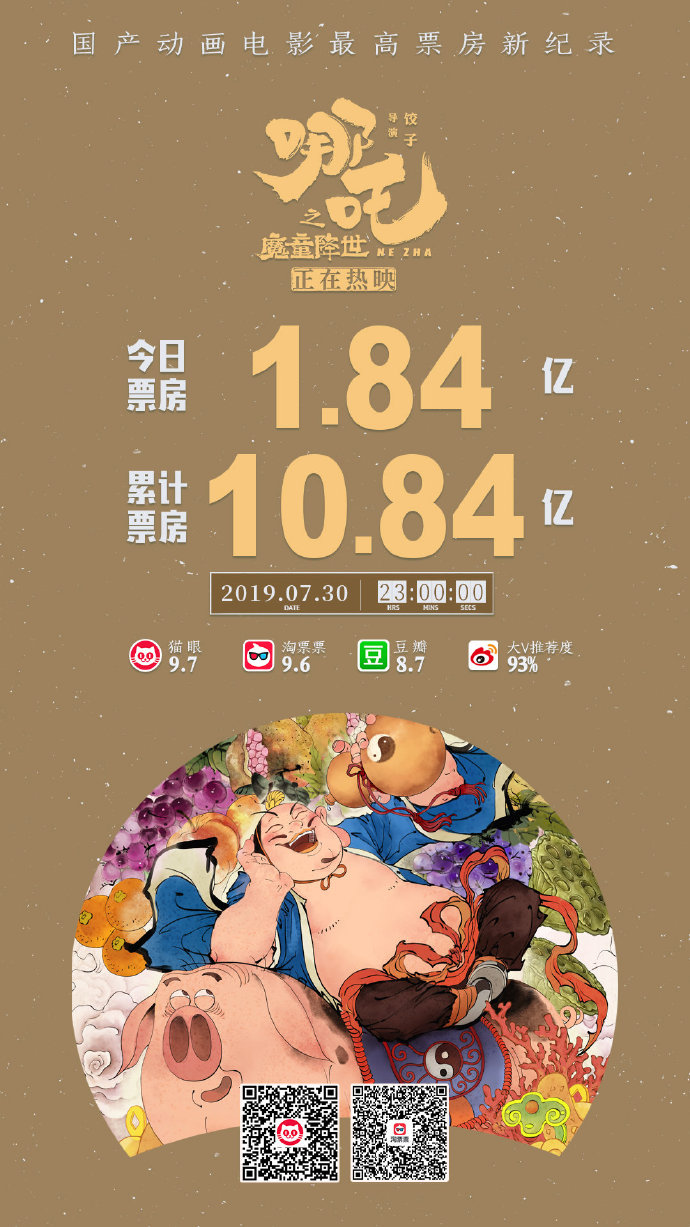 国产动画电影最高票房新纪录
导演
饺子
哪吒
之
魔童降世 NE ZHA
正在热映
今日票房 1.84 亿
累计票房 10.84 亿
2019.07.30 23:00:00
DATE HRS MINS SECS
猫眼 淘票票 豆瓣 大V推荐度
9.7 9.6 8.7 93%
豆
淘票票